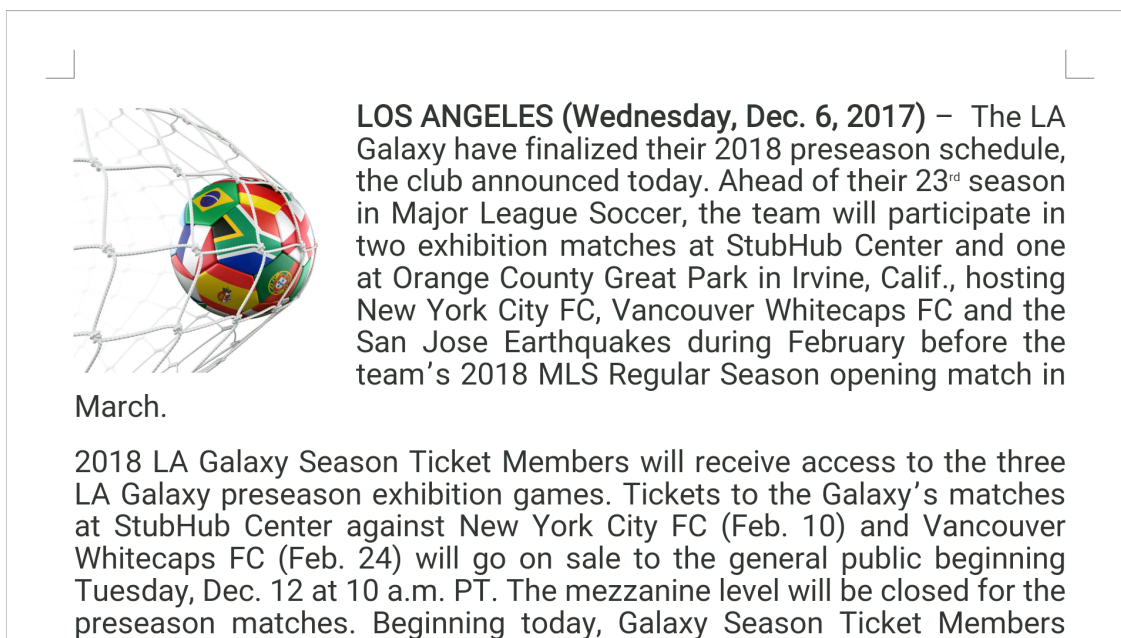 LOS ANGELES (Wednesday, Dec. 6, 2017) – The LA
Galaxy have finalized their 2018 preseason schedule,
the club announced today. Ahead of their 23rd season
in Major League Soccer, the team will participate in
two exhibition matches at StubHub Center and one
at Orange County Great Park in Irvine, Calif., hosting
New York City FC, Vancouver Whitecaps FC and the
San Jose Earthquakes during February before the
team’s 2018 MLS Regular Season opening match in
March.
2018 LA Galaxy Season Ticket Members will receive access to the three
LA Galaxy preseason exhibition games. Tickets to the Galaxy’s matches
at StubHub Center against New York City FC (Feb. 10) and Vancouver
Whitecaps FC (Feb. 24) will go on sale to the general public beginning
Tuesday, Dec. 12 at 10 a.m. PT. The mezzanine level will be closed for the
preseason matches. Beginning today, Galaxy Season Ticket Members